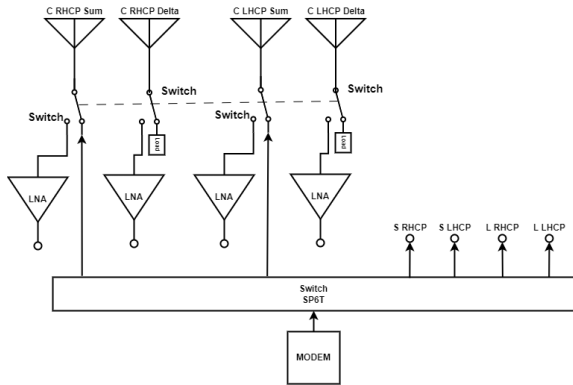 C RHCP Sum
C RHCP Delta
C LHCP Sum
C LHCP Delta
Switch
Switch
Switch
Switch
Load
Load
LNA
LNA
LNA
LNA
S RHCP
S LHCP
L RHCP
L LHCP
Switch
SP6T
MODEM